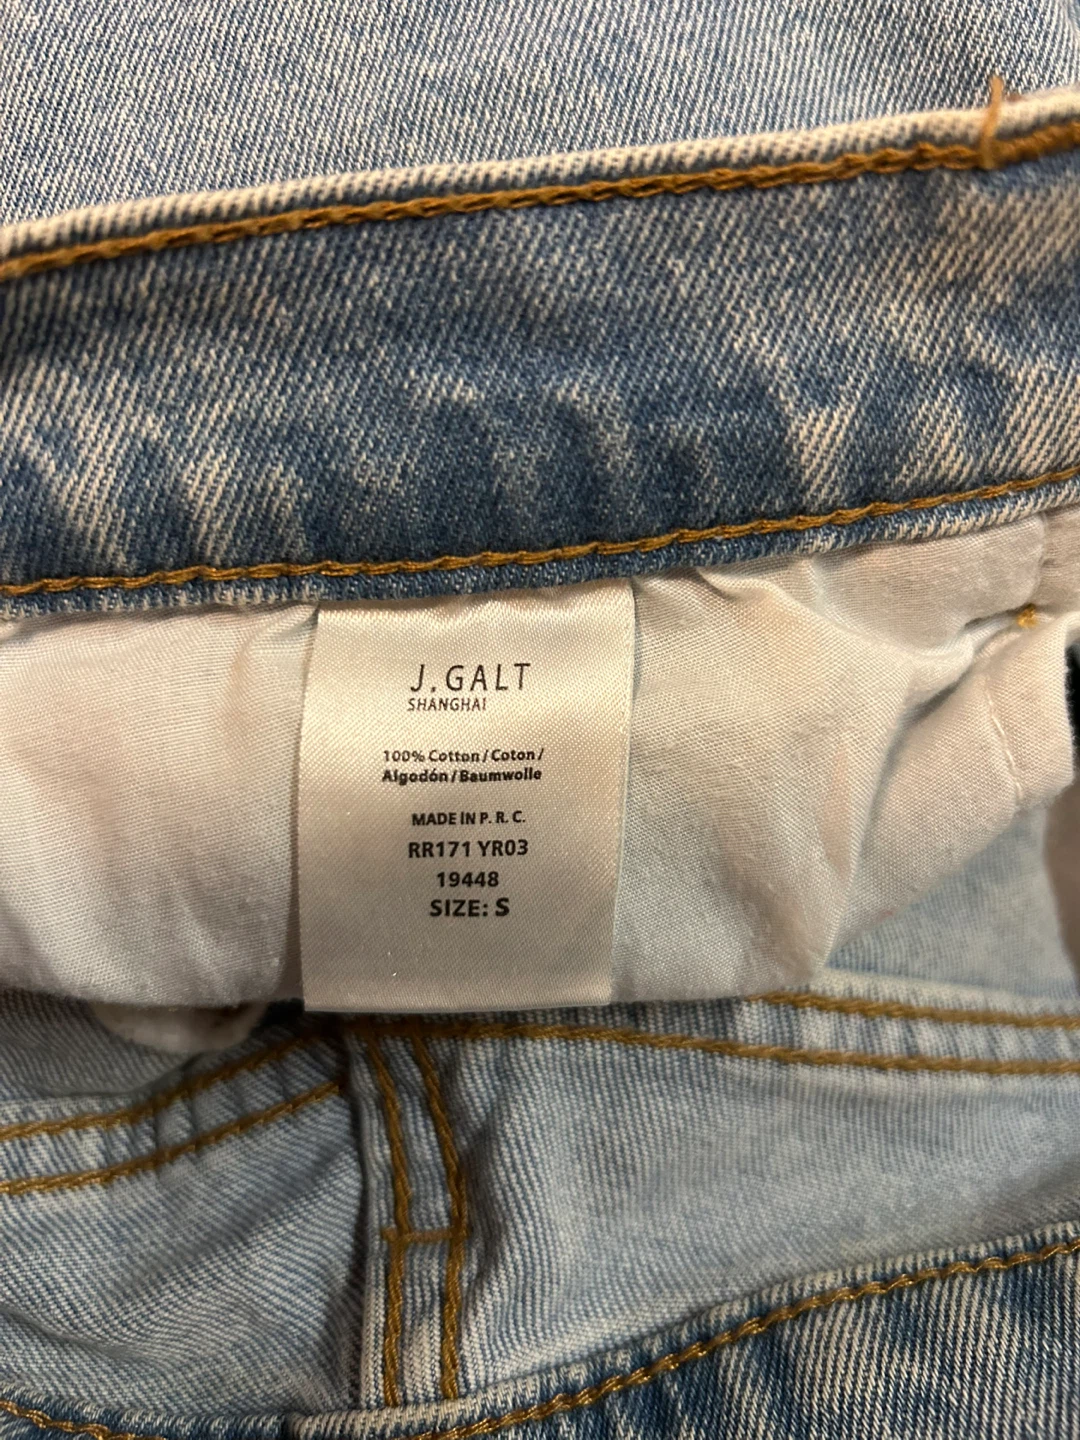 J.GALT
SHANGHAI
100% Cotton/Coton/
Algodón/Baumwolle
MADE IN P. R. C.
RR171 YR03
19448
SIZE: S